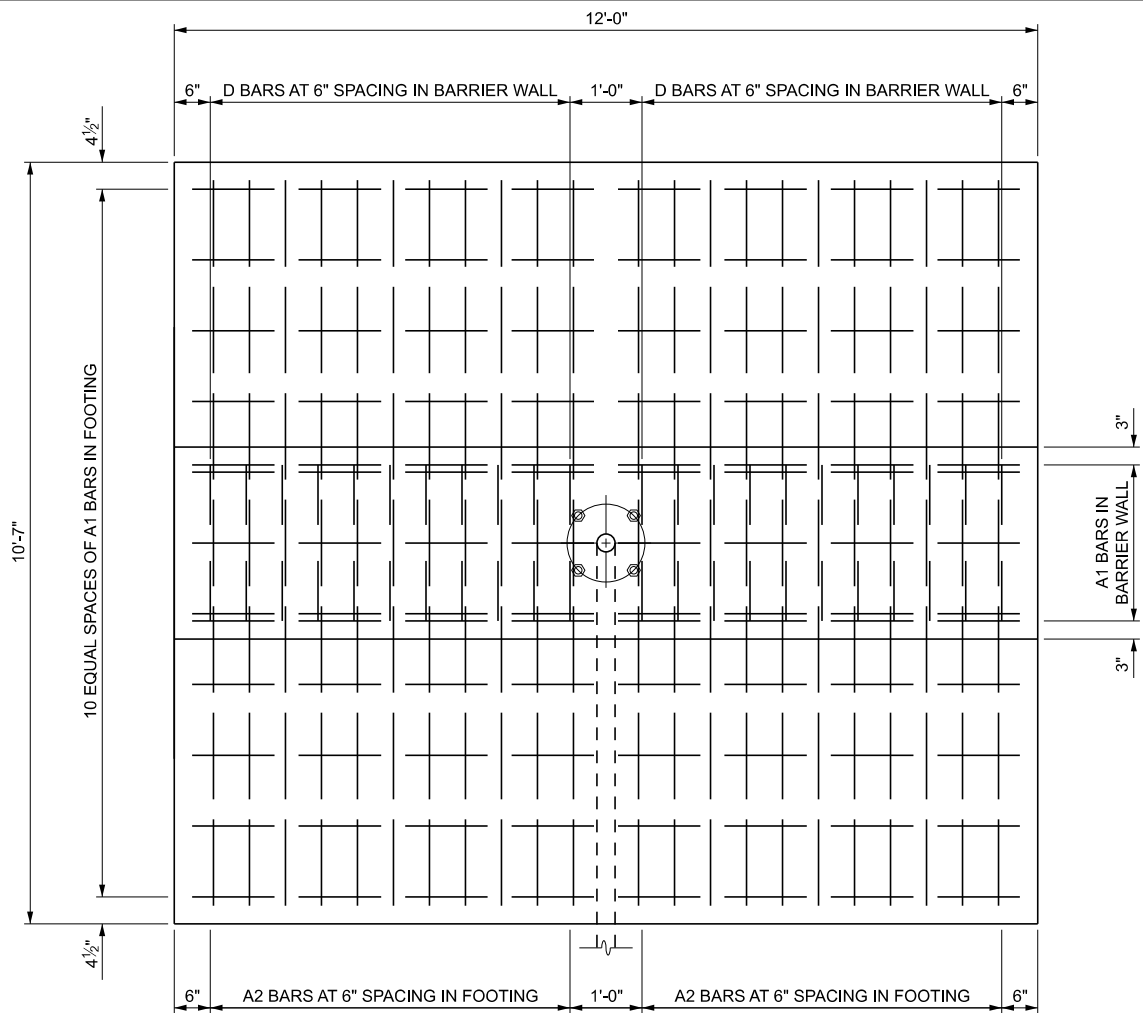 12'-0"
6"
D BARS AT 6" SPACING IN BARRIER WALL
1'-0"
D BARS AT 6" SPACING IN BARRIER WALL
6"
4½"
10'-7"
10 EQUAL SPACES OF A1 BARS IN FOOTING
3"
A1 BARS IN
BARRIER WALL
3"
4½"
6"
A2 BARS AT 6" SPACING IN FOOTING
1'-0"
A2 BARS AT 6" SPACING IN FOOTING
6"